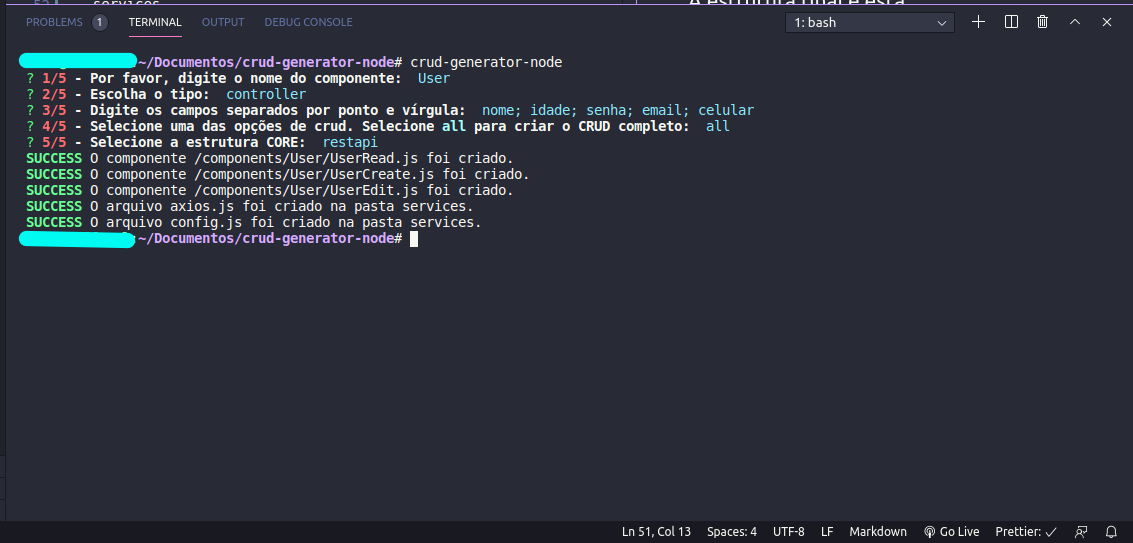 services
PROBLEMS 1 TERMINAL OUTPUT DEBUG CONSOLE 1: bash
:~/Documentos/crud-generator-node# crud-generator-node
? 1/5 - Por favor, digite o nome do componente: User
? 2/5 - Escolha o tipo: controller
? 3/5 - Digite os campos separados por ponto e vírgula: nome; idade; senha; email; celular
? 4/5 - Selecione uma das opções de crud. Selecione all para criar o CRUD completo: all
? 5/5 - Selecione a estrutura CORE: restapi
SUCCESS O componente /components/User/UserRead.js foi criado.
SUCCESS O componente /components/User/UserCreate.js foi criado.
SUCCESS O componente /components/User/UserEdit.js foi criado.
SUCCESS O arquivo axios.js foi criado na pasta services.
SUCCESS O arquivo config.js foi criado na pasta services.
:~/Documentos/crud-generator-node#
Ln 51, Col 13 Spaces: 4 UTF-8 LF Markdown Go Live Prettier: ✓